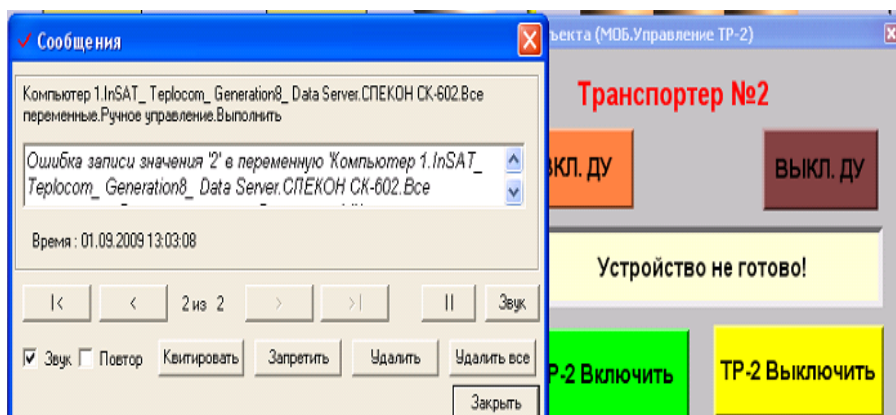 Сообщения
Компьютер 1.InSAT_ Teplocom_ Generation8_ Data Server.СПЕКОН СК-602.Все
переменные.Ручное управление.Выполнить
Ошибка записи значения '2' в переменную 'Компьютер 1.InSAT_
Teplocom_ Generation8_ Data Server.СПЕКОН СК-602.Все
Время : 01.09.2009 13:03:08
|< < 2 из 2 > >| || Звук
Звук Повтор Квитировать Запретить Удалить Удалить все
Закрыть
ъекта (МОБ.Управление ТР-2)
Транспортер №2
КЛ. ДУ ВЫКЛ. ДУ
Устройство не готово!
Р-2 Включить ТР-2 Выключить